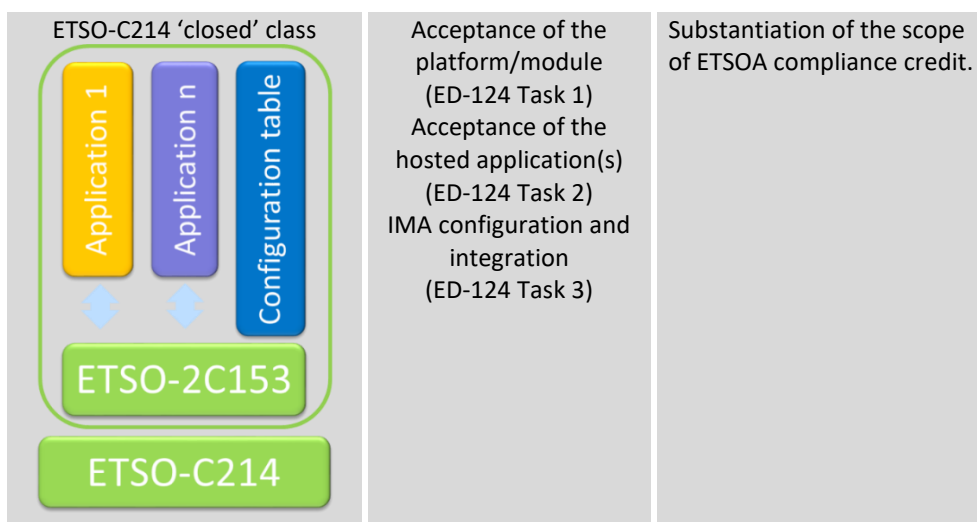 ETSO-C214 ‘closed’ class
Application 1
Application n
Configuration table
ETSO-2C153
ETSO-C214
Acceptance of the
platform/module
(ED-124 Task 1)
Acceptance of the
hosted application(s)
(ED-124 Task 2)
IMA configuration and
integration
(ED-124 Task 3)
Substantiation of the scope
of ETSOA compliance credit.